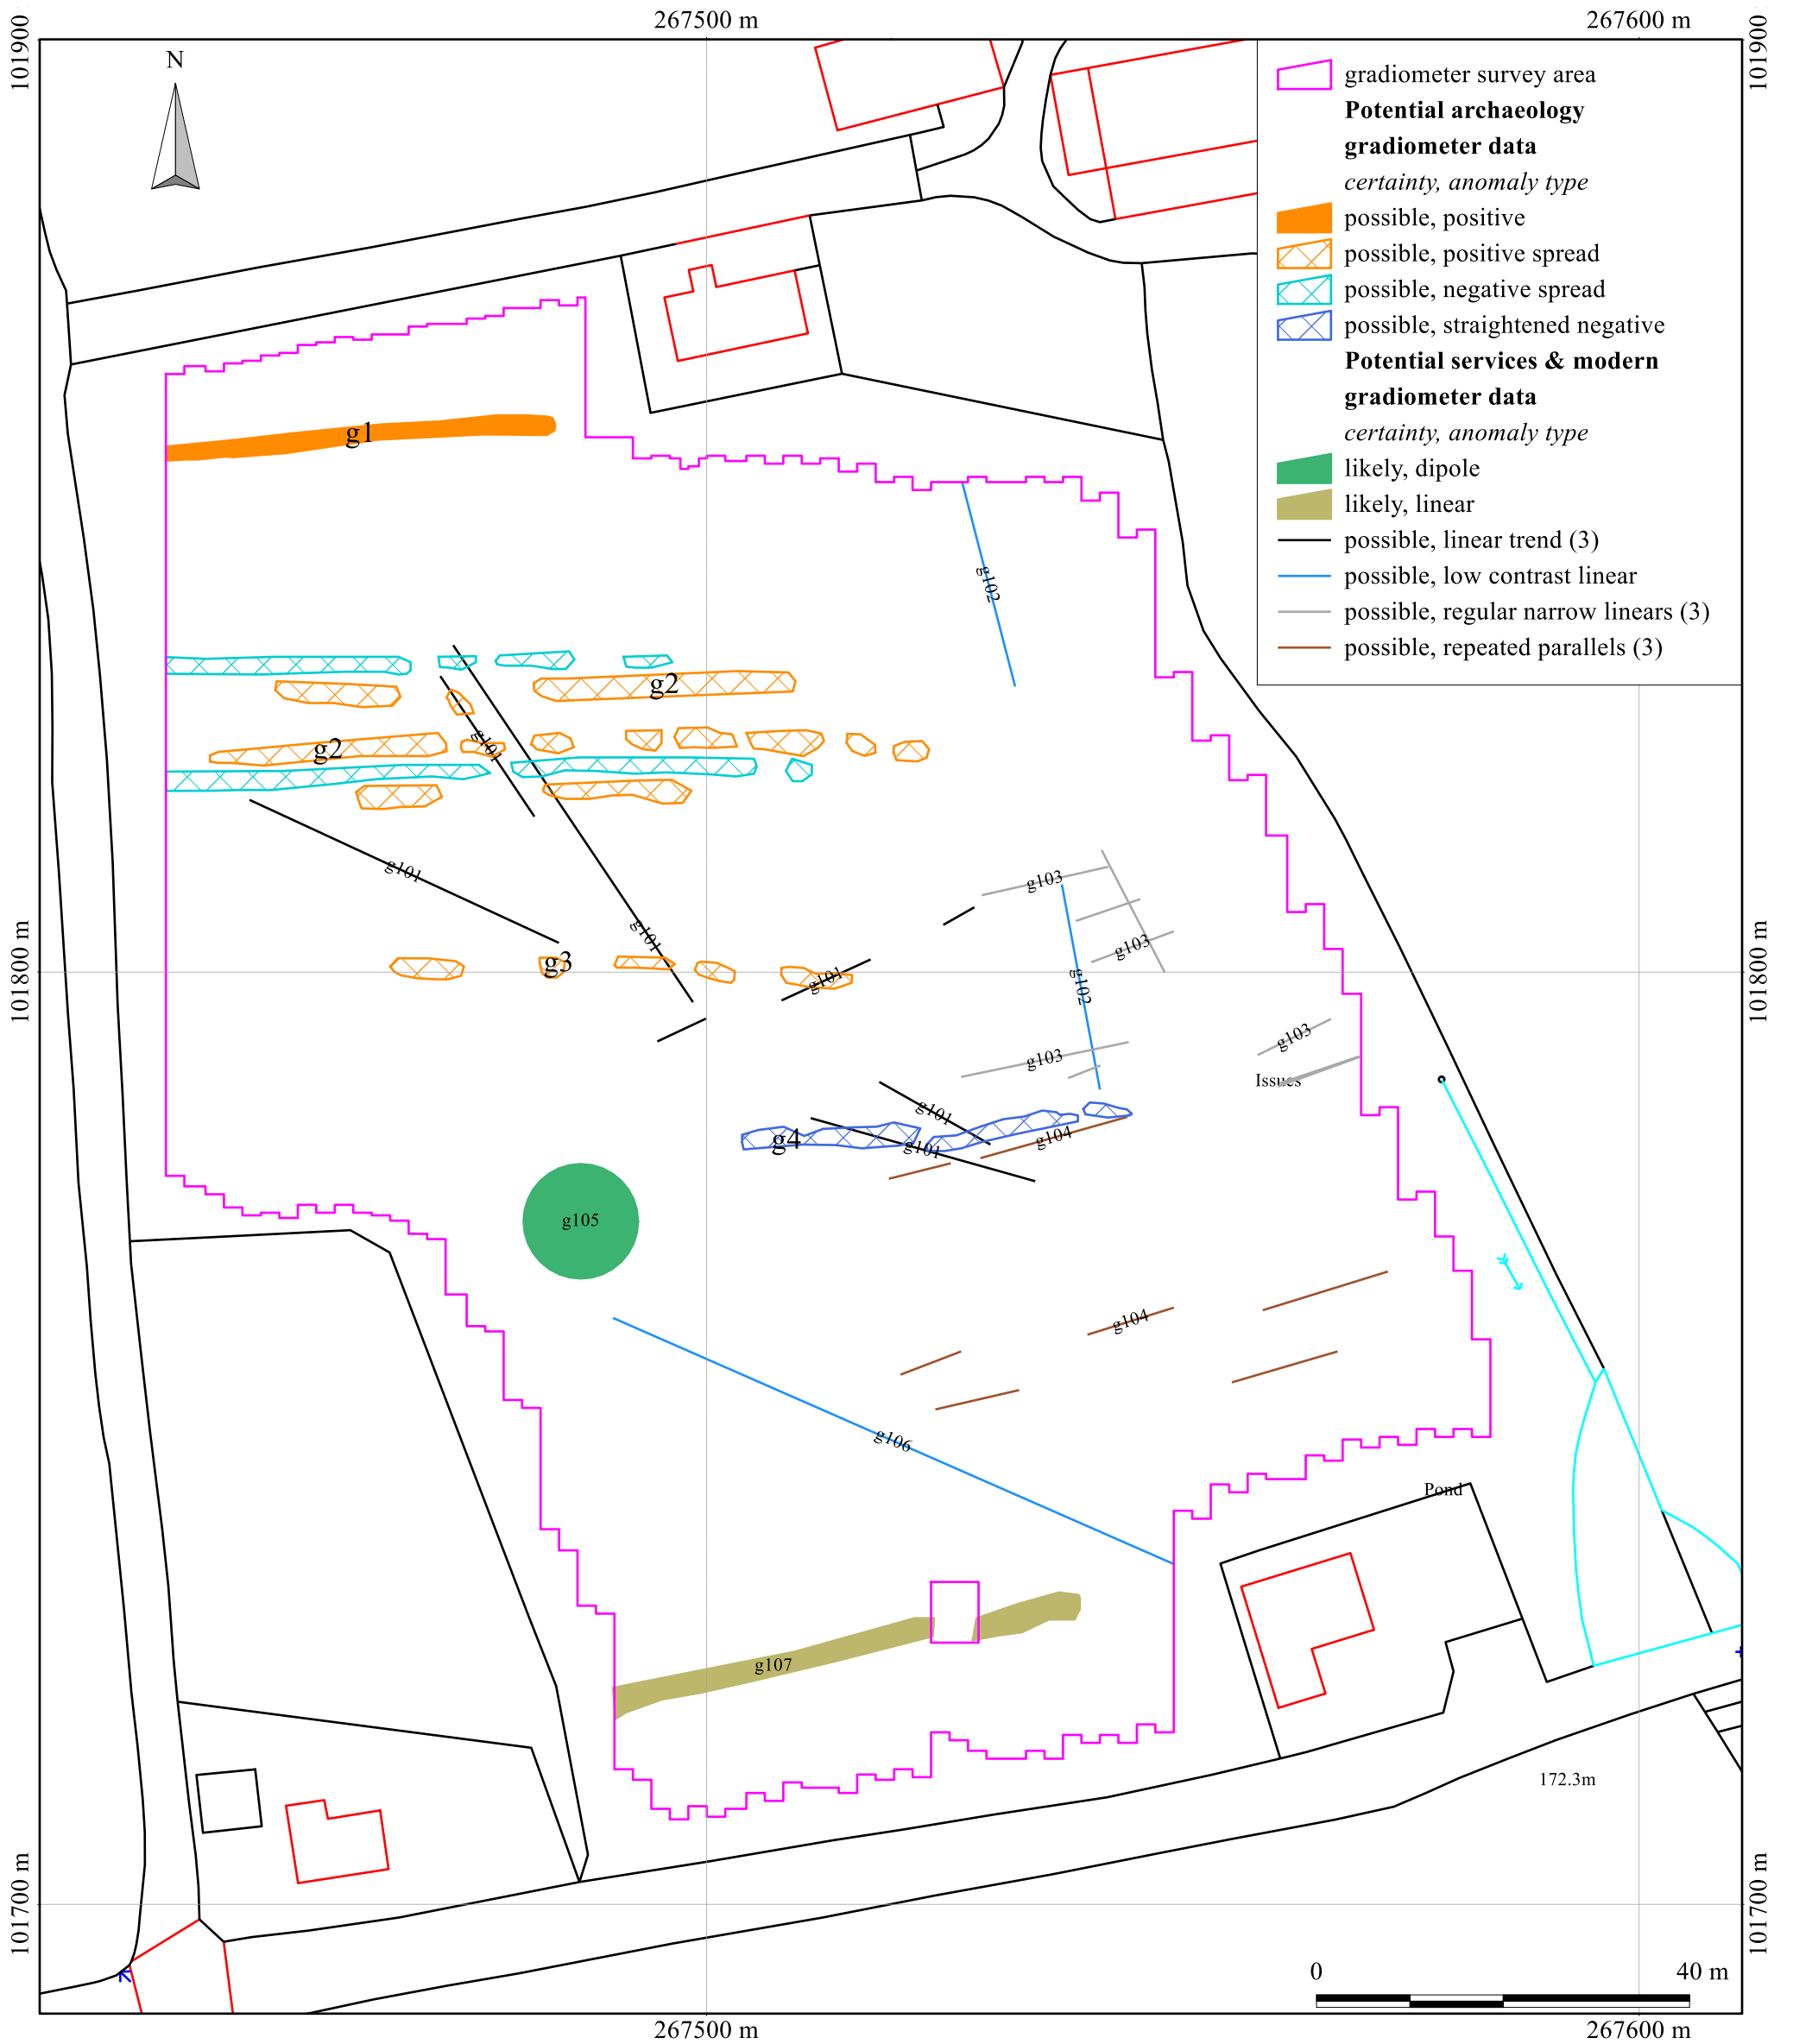 267500 m
267600 m
101900
101900
N
gradiometer survey area
Potential archaeology
gradiometer data
certainty, anomaly type
possible, positive
possible, positive spread
possible, negative spread
possible, straightened negative
Potential services & modern
gradiometer data
certainty, anomaly type
likely, dipole
likely, linear
possible, linear trend (3)
possible, low contrast linear
possible, regular narrow linears (3)
possible, repeated parallels (3)
g1
g102
g2
g2
g101
g101
g103
g101
g103
g3
g101
g102
101800 m
101800 m
g103
g103
Issues
g101
g4
g101
g104
g105
g104
g106
Pond
g107
172.3m
101700 m
101700 m
0
40 m
267500 m
267600 m